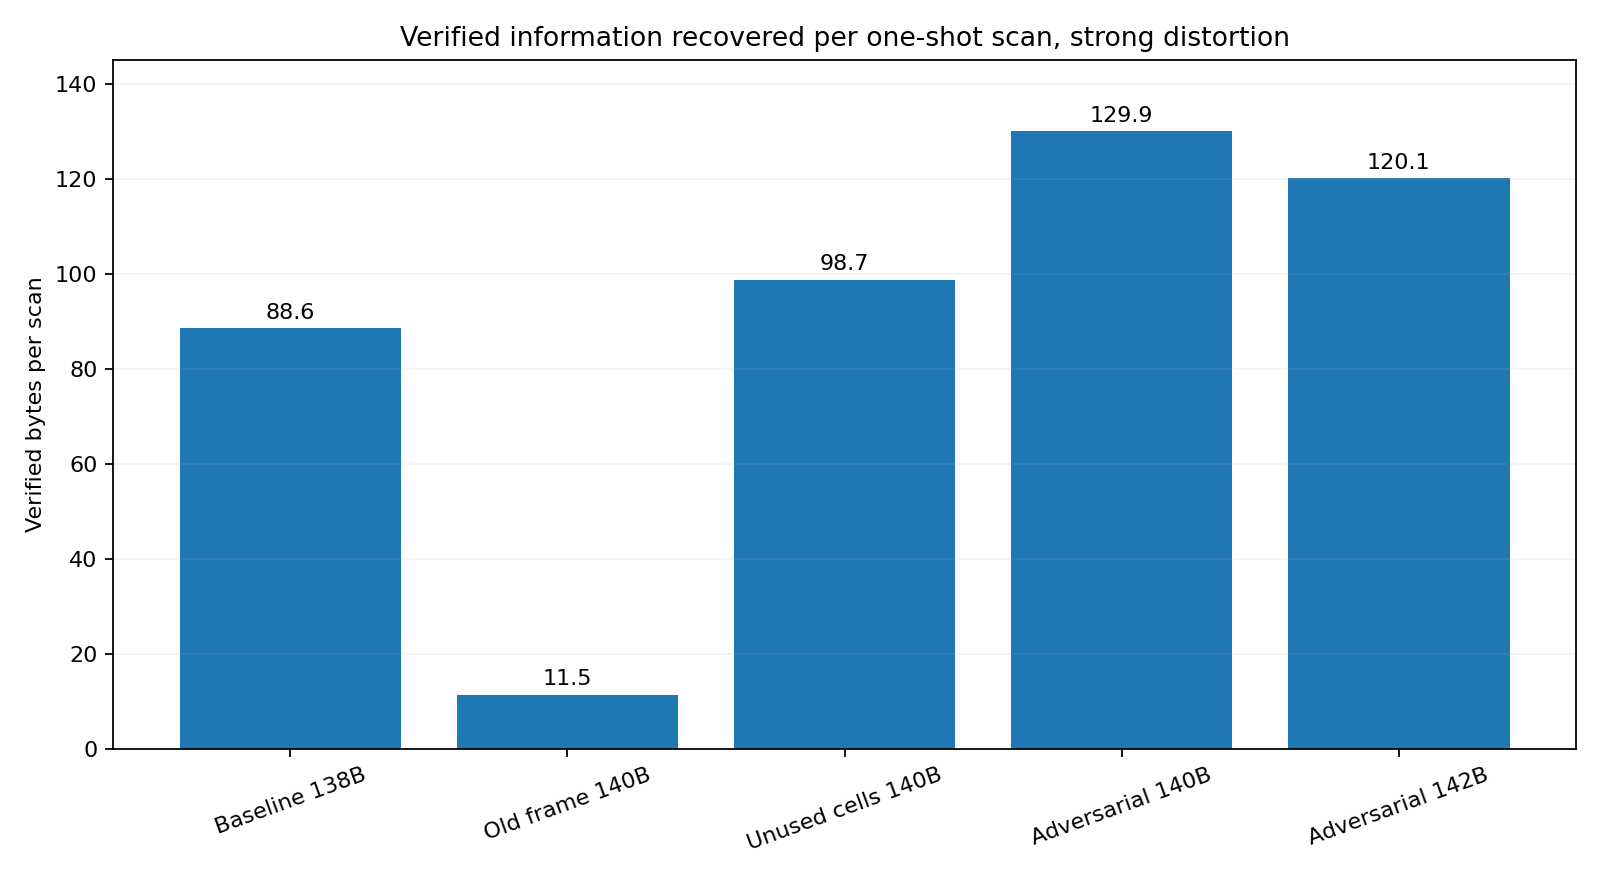 Verified information recovered per one-shot scan, strong distortion
Verified bytes per scan
140
120
100
80
60
40
20
0
88.6
11.5
98.7
129.9
120.1
Baseline 138B
Old frame 140B
Unused cells 140B
Adversarial 140B
Adversarial 142B